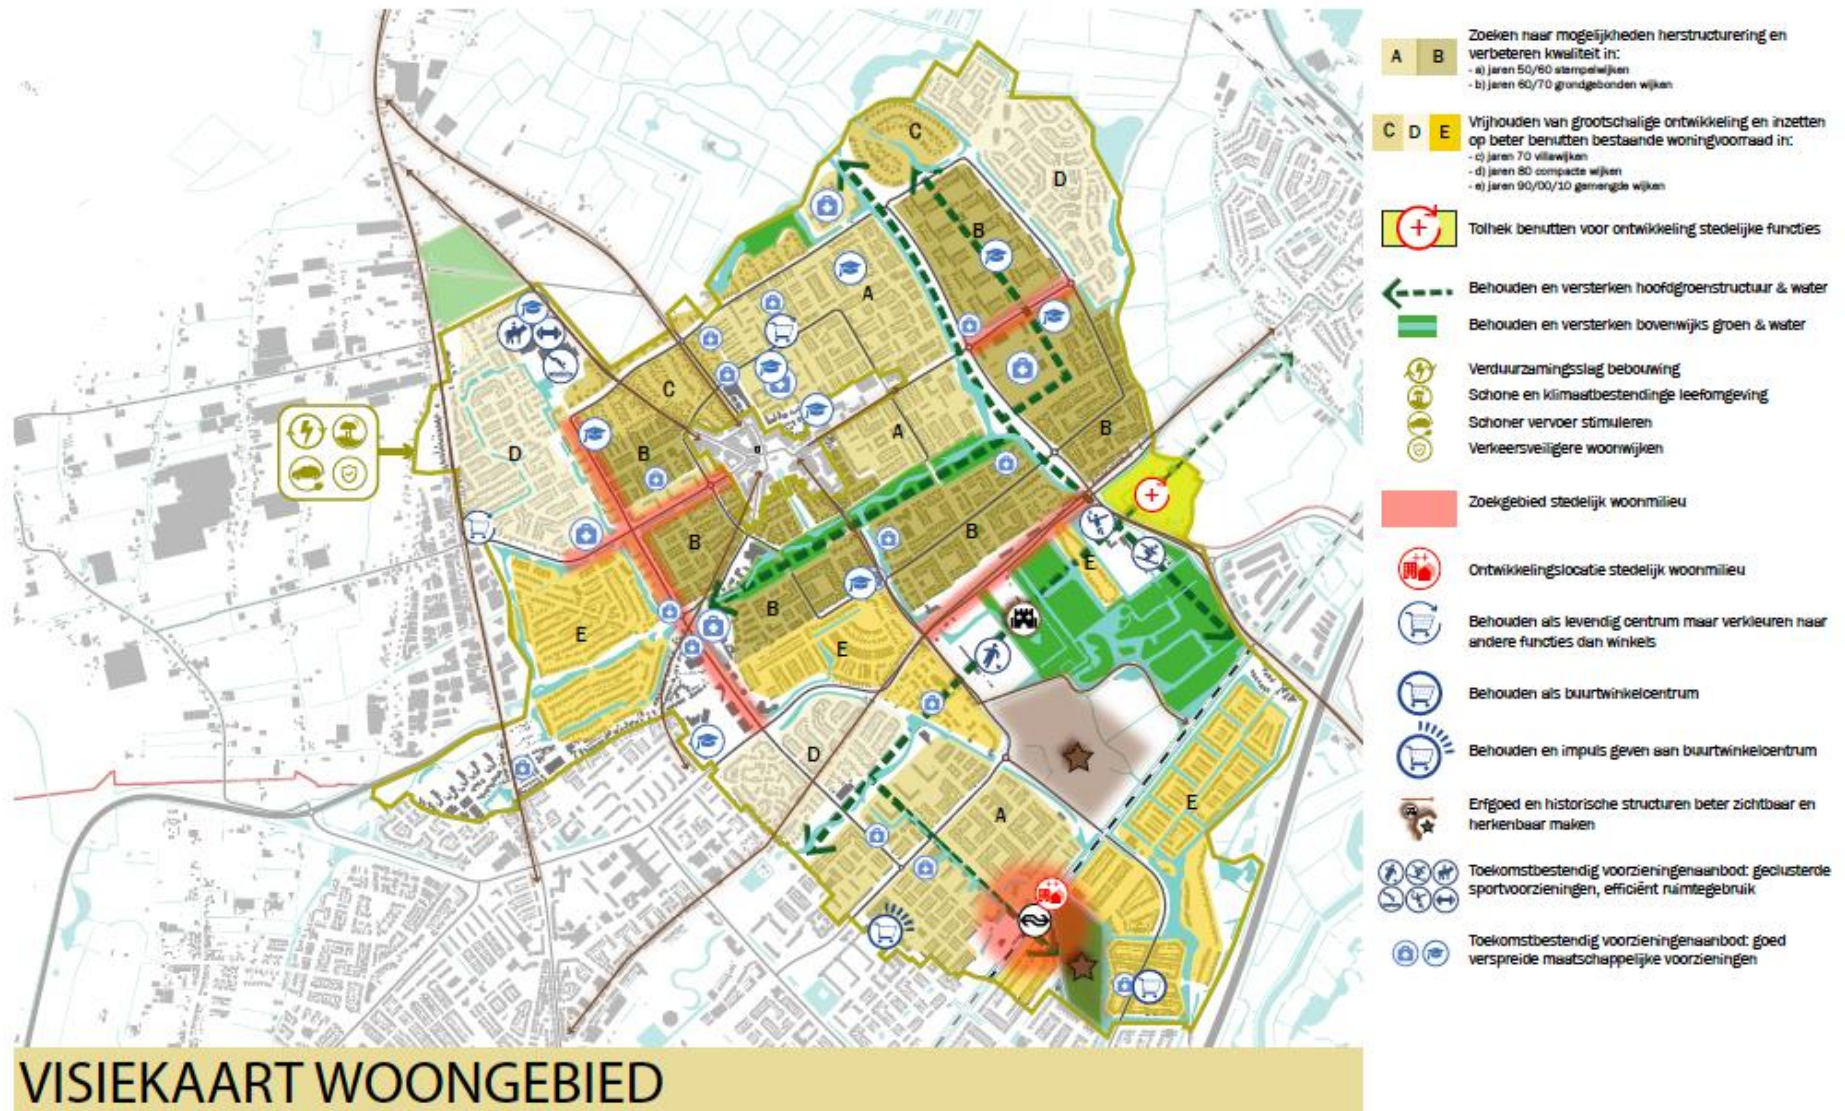 A B
Zoeken naar mogelijkheden herstructurering en
verbeteren kwaliteit in:
- a) jaren 50/60 stempelwijken
- b) jaren 60/70 grondgebonden wijken
C D E
Vrijhouden van grootschalige ontwikkeling en inzetten
op beter benutten bestaande woningvoorraad in:
- c) jaren 70 villawijken
- d) jaren 80 compacte wijken
- e) jaren 90/00/10 gemengde wijken
Tolhek benutten voor ontwikkeling stedelijke functies
Behouden en versterken hoofdgroenstructuur & water
Behouden en versterken bovenwijks groen & water
Verduurzamingsslag bebouwing
Schone en klimaatbestendinge leefomgeving
Schoner vervoer stimuleren
Verkeersveiligere woonwijken
Zoekgebied stedelijk woonmilieu
Ontwikkelingslocatie stedelijk woonmilieu
Behouden als levendig centrum maar verkleuren naar
andere functies dan winkels
Behouden als buurtwinkelcentrum
Behouden en impuls geven aan buurtwinkelcentrum
Erfgoed en historische structuren beter zichtbaar en
herkenbaar maken
Toekomstbestendig voorzieningenaanbod: geclusterde
sportvoorzieningen, efficiënt ruimtegebruik
Toekomstbestendig voorzieningenaanbod: goed
verspreide maatschappelijke voorzieningen
C
D
B
A
C
A
B
D
B
B
B
E
B
E
E
D
E
A
VISIEKAART WOONGEBIED